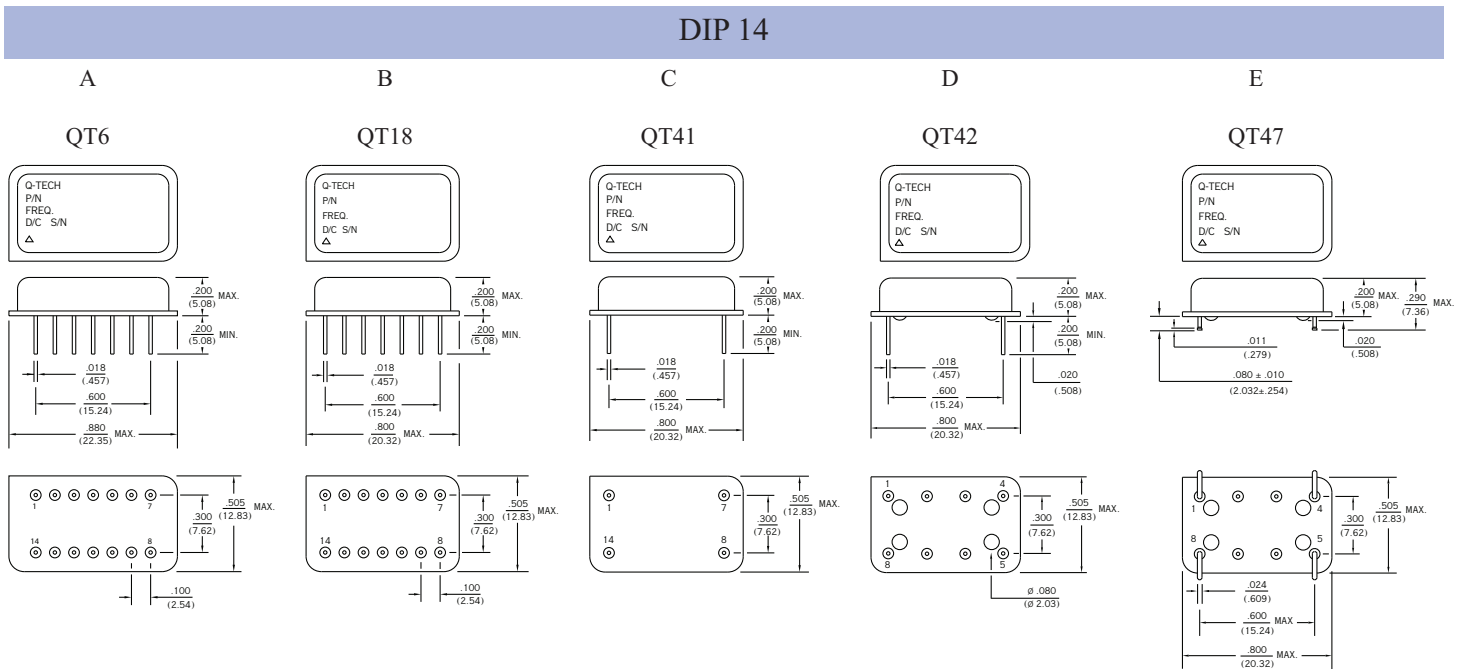 DIP 14
A
QT6
Q-TECH
P/N
FREQ.
D/C S/N
.200
(5.08)
MAX.
.200
(5.08)
MIN.
.018
(.457)
.600
(15.24)
.880
(22.35)
MAX.
1
7
14
8
.300
(7.62)
.505
(12.83)
MAX.
.100
(2.54)
B
QT18
Q-TECH
P/N
FREQ.
D/C S/N
.200
(5.08)
MAX.
.200
(5.08)
MIN.
.018
(.457)
.600
(15.24)
.800
(20.32)
MAX.
1
7
14
8
.300
(7.62)
.505
(12.83)
MAX.
.100
(2.54)
C
QT41
Q-TECH
P/N
FREQ.
D/C S/N
.200
(5.08)
MAX.
.200
(5.08)
MIN.
.018
(.457)
.600
(15.24)
.800
(20.32)
MAX.
1
7
14
8
.300
(7.62)
.505
(12.83)
MAX.
D
QT42
Q-TECH
P/N
FREQ.
D/C S/N
.200
(5.08)
MAX.
.200
(5.08)
MIN.
.018
(.457)
.020
(.508)
.600
(15.24)
.800
(20.32)
MAX.
1
4
8
5
.300
(7.62)
.505
(12.83)
MAX.
ø .080
(ø 2.03)
E
QT47
Q-TECH
P/N
FREQ.
D/C S/N
.200
(5.08)
MAX.
.290
(7.36)
MAX.
.011
(.279)
.020
(.508)
.080 ± .010
(2.032±.254)
1
4
8
5
.300
(7.62)
.505
(12.83)
MAX.
.024
(.609)
.600
(15.24)
MAX
.800
(20.32)
MAX.